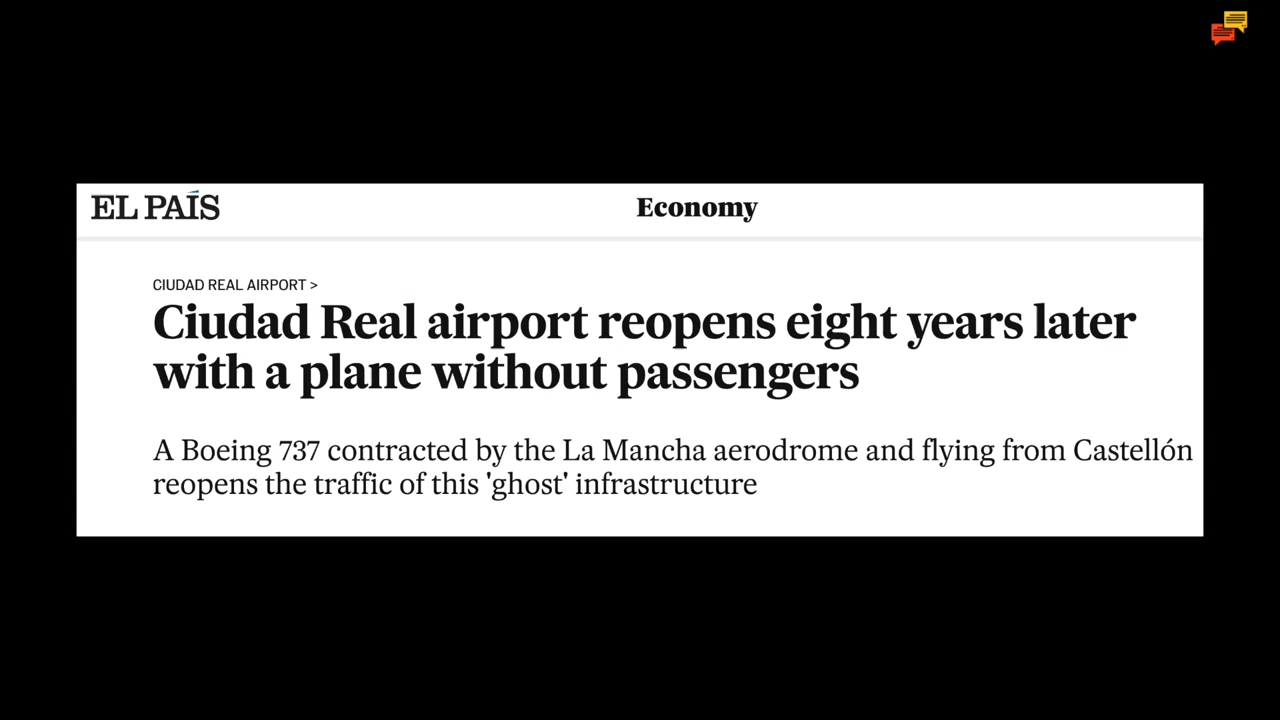 EL PAÍS
Economy
CIUDAD REAL AIRPORT >
Ciudad Real airport reopens eight years later
with a plane without passengers
A Boeing 737 contracted by the La Mancha aerodrome and flying from Castellón
reopens the traffic of this 'ghost' infrastructure